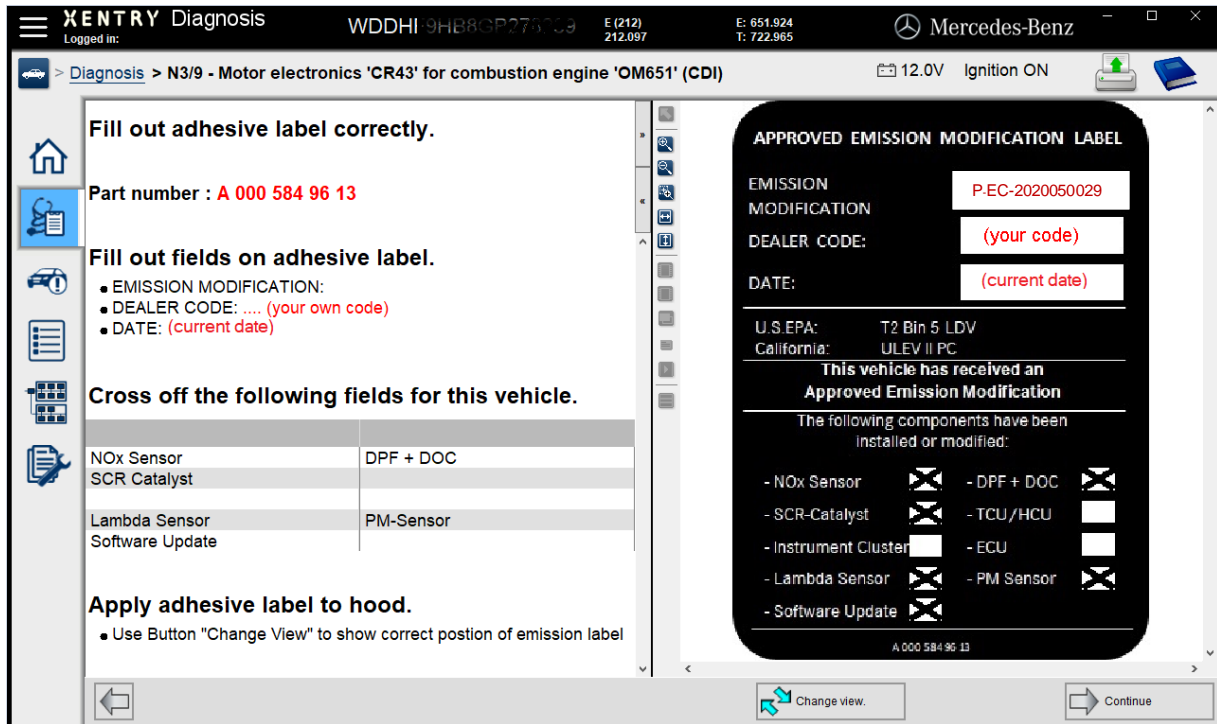 XENTRY Diagnosis
Logged in:
E (212)
212.097
E: 651.924
T: 722.965
Mercedes-Benz
> Diagnosis > N3/9 - Motor electronics 'CR43' for combustion engine 'OM651' (CDI)
12.0V Ignition ON
Fill out adhesive label correctly.
Part number : A 000 584 96 13
Fill out fields on adhesive label.
EMISSION MODIFICATION:
DEALER CODE: .... (your own code)
DATE: (current date)
Cross off the following fields for this vehicle.
NOx Sensor DPF + DOC
SCR Catalyst
Lambda Sensor PM-Sensor
Software Update
Apply adhesive label to hood.
Use Button "Change View" to show correct postion of emission label
APPROVED EMISSION MODIFICATION LABEL
EMISSION
MODIFICATION
P-EC-2020050029
DEALER CODE: (your code)
DATE: (current date)
U.S.EPA: T2 Bin 5 LDV
California: ULEV II PC
This vehicle has received an
Approved Emission Modification
The following components have been
installed or modified:
- NOx Sensor - DPF + DOC
- SCR-Catalyst - TCU/HCU
- Instrument Cluster - ECU
- Lambda Sensor - PM Sensor
- Software Update
A 000 584 96 13
Change view.
Continue